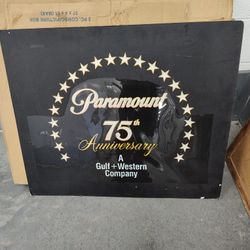 Paramount
75th
Anniversary
A
Gulf+Western
Company